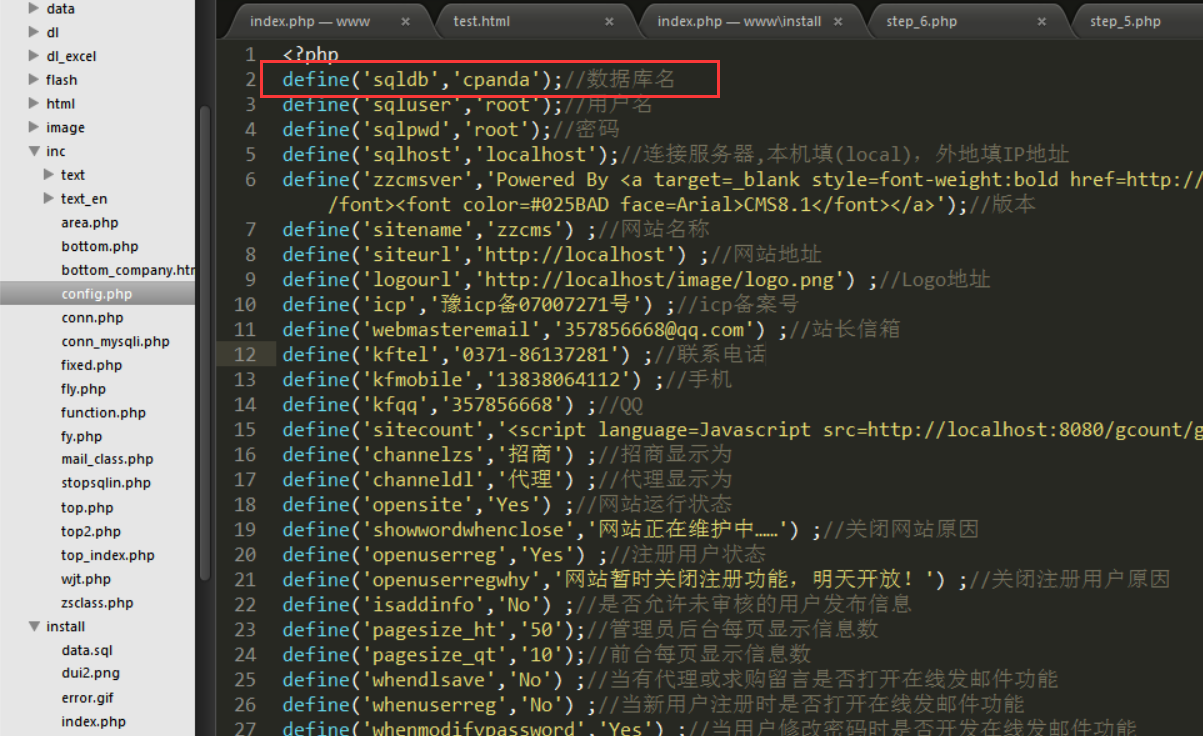 data
dl
dl_excel
flash
html
image
inc
text
text_en
area.php
bottom.php
bottom_company.htm
config.php
conn.php
conn_mysqli.php
fixed.php
fly.php
function.php
fy.php
mail_class.php
stopsqlin.php
top.php
top2.php
top_index.php
wjt.php
zsclass.php
install
data.sql
dui2.png
error.gif
index.php
index.php — www ×
test.html ×
index.php — www\install ×
step_6.php ×
step_5.php
1 <?php
2 define('sqldb','cpanda');//数据库名
3 define('sqluser','root');//用户名
4 define('sqlpwd','root');//密码
5 define('sqlhost','localhost');//连接服务器,本机填(local)，外地填IP地址
6 define('zzcmsver','Powered By <a target=_blank style=font-weight:bold href=http://
/font><font color=#025BAD face=Arial>CMS8.1</font></a>');//版本
7 define('sitename','zzcms') ;//网站名称
8 define('siteurl','http://localhost') ;//网站地址
9 define('logourl','http://localhost/image/logo.png') ;//Logo地址
10 define('icp','豫icp备07007271号') ;//icp备案号
11 define('webmasteremail','357856668@qq.com') ;//站长信箱
12 define('kftel','0371-86137281') ;//联系电话
13 define('kfmobile','13838064112') ;//手机
14 define('kfqq','357856668') ;//QQ
15 define('sitecount','<script language=Javascript src=http://localhost:8080/gcount/g
16 define('channelzs','招商') ;//招商显示为
17 define('channeldl','代理') ;//代理显示为
18 define('opensite','Yes') ;//网站运行状态
19 define('showwordwhenclose','网站正在维护中……') ;//关闭网站原因
20 define('openuserreg','Yes') ;//注册用户状态
21 define('openuserregwhy','网站暂时关闭注册功能，明天开放！') ;//关闭注册用户原因
22 define('isaddinfo','No') ;//是否允许未审核的用户发布信息
23 define('pagesize_ht','50');//管理员后台每页显示信息数
24 define('pagesize_qt','10');//前台每页显示信息数
25 define('whendlsave','No') ;//当有代理或求购留言是否打开在线发邮件功能
26 define('whenuserreg','No') ;//当新用户注册时是否打开在线发邮件功能
27 define('whenmodifypassword','Yes') ;//当用户修改密码时是否开发在线发邮件功能